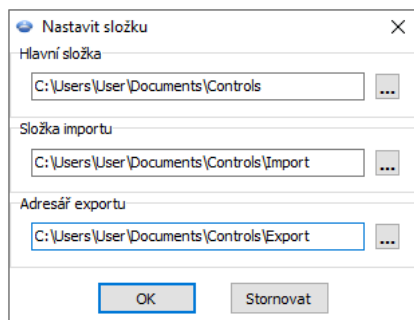 Nastavit složku
Hlavní složka
C:\Users\User\Documents\Controls
...
Složka importu
C:\Users\User\Documents\Controls\Import
...
Adresář exportu
C:\Users\User\Documents\Controls\Export
...
OK
Stornovat